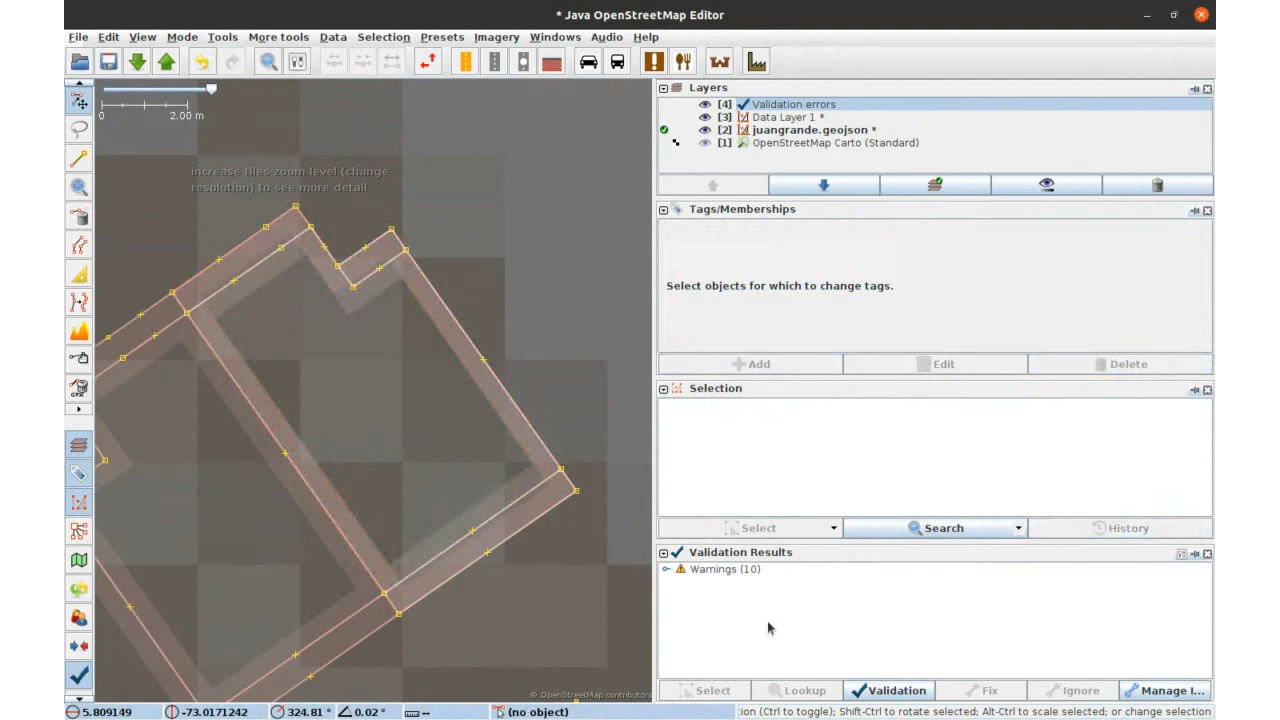 * Java OpenStreetMap Editor
File Edit View Mode Tools More tools Data Selection Presets Imagery Windows Audio Help
0 2.00 m
increase tiles zoom level (change
resolution) to see more detail
© OpenStreetMap contributors
Layers
[4] Validation errors
[3] Data Layer 1 *
[2] juangrande.geojson *
[1] OpenStreetMap Carto (Standard)
Tags/Memberships
Select objects for which to change tags.
Add Edit Delete
Selection
Select Search History
Validation Results
Warnings (10)
Select Lookup Validation Fix Ignore Manage I...
5.809149 -73.0171242 324.81 ° 0.02 ° -- (no object) ion (Ctrl to toggle); Shift-Ctrl to rotate selected; Alt-Ctrl to scale selected; or change selection